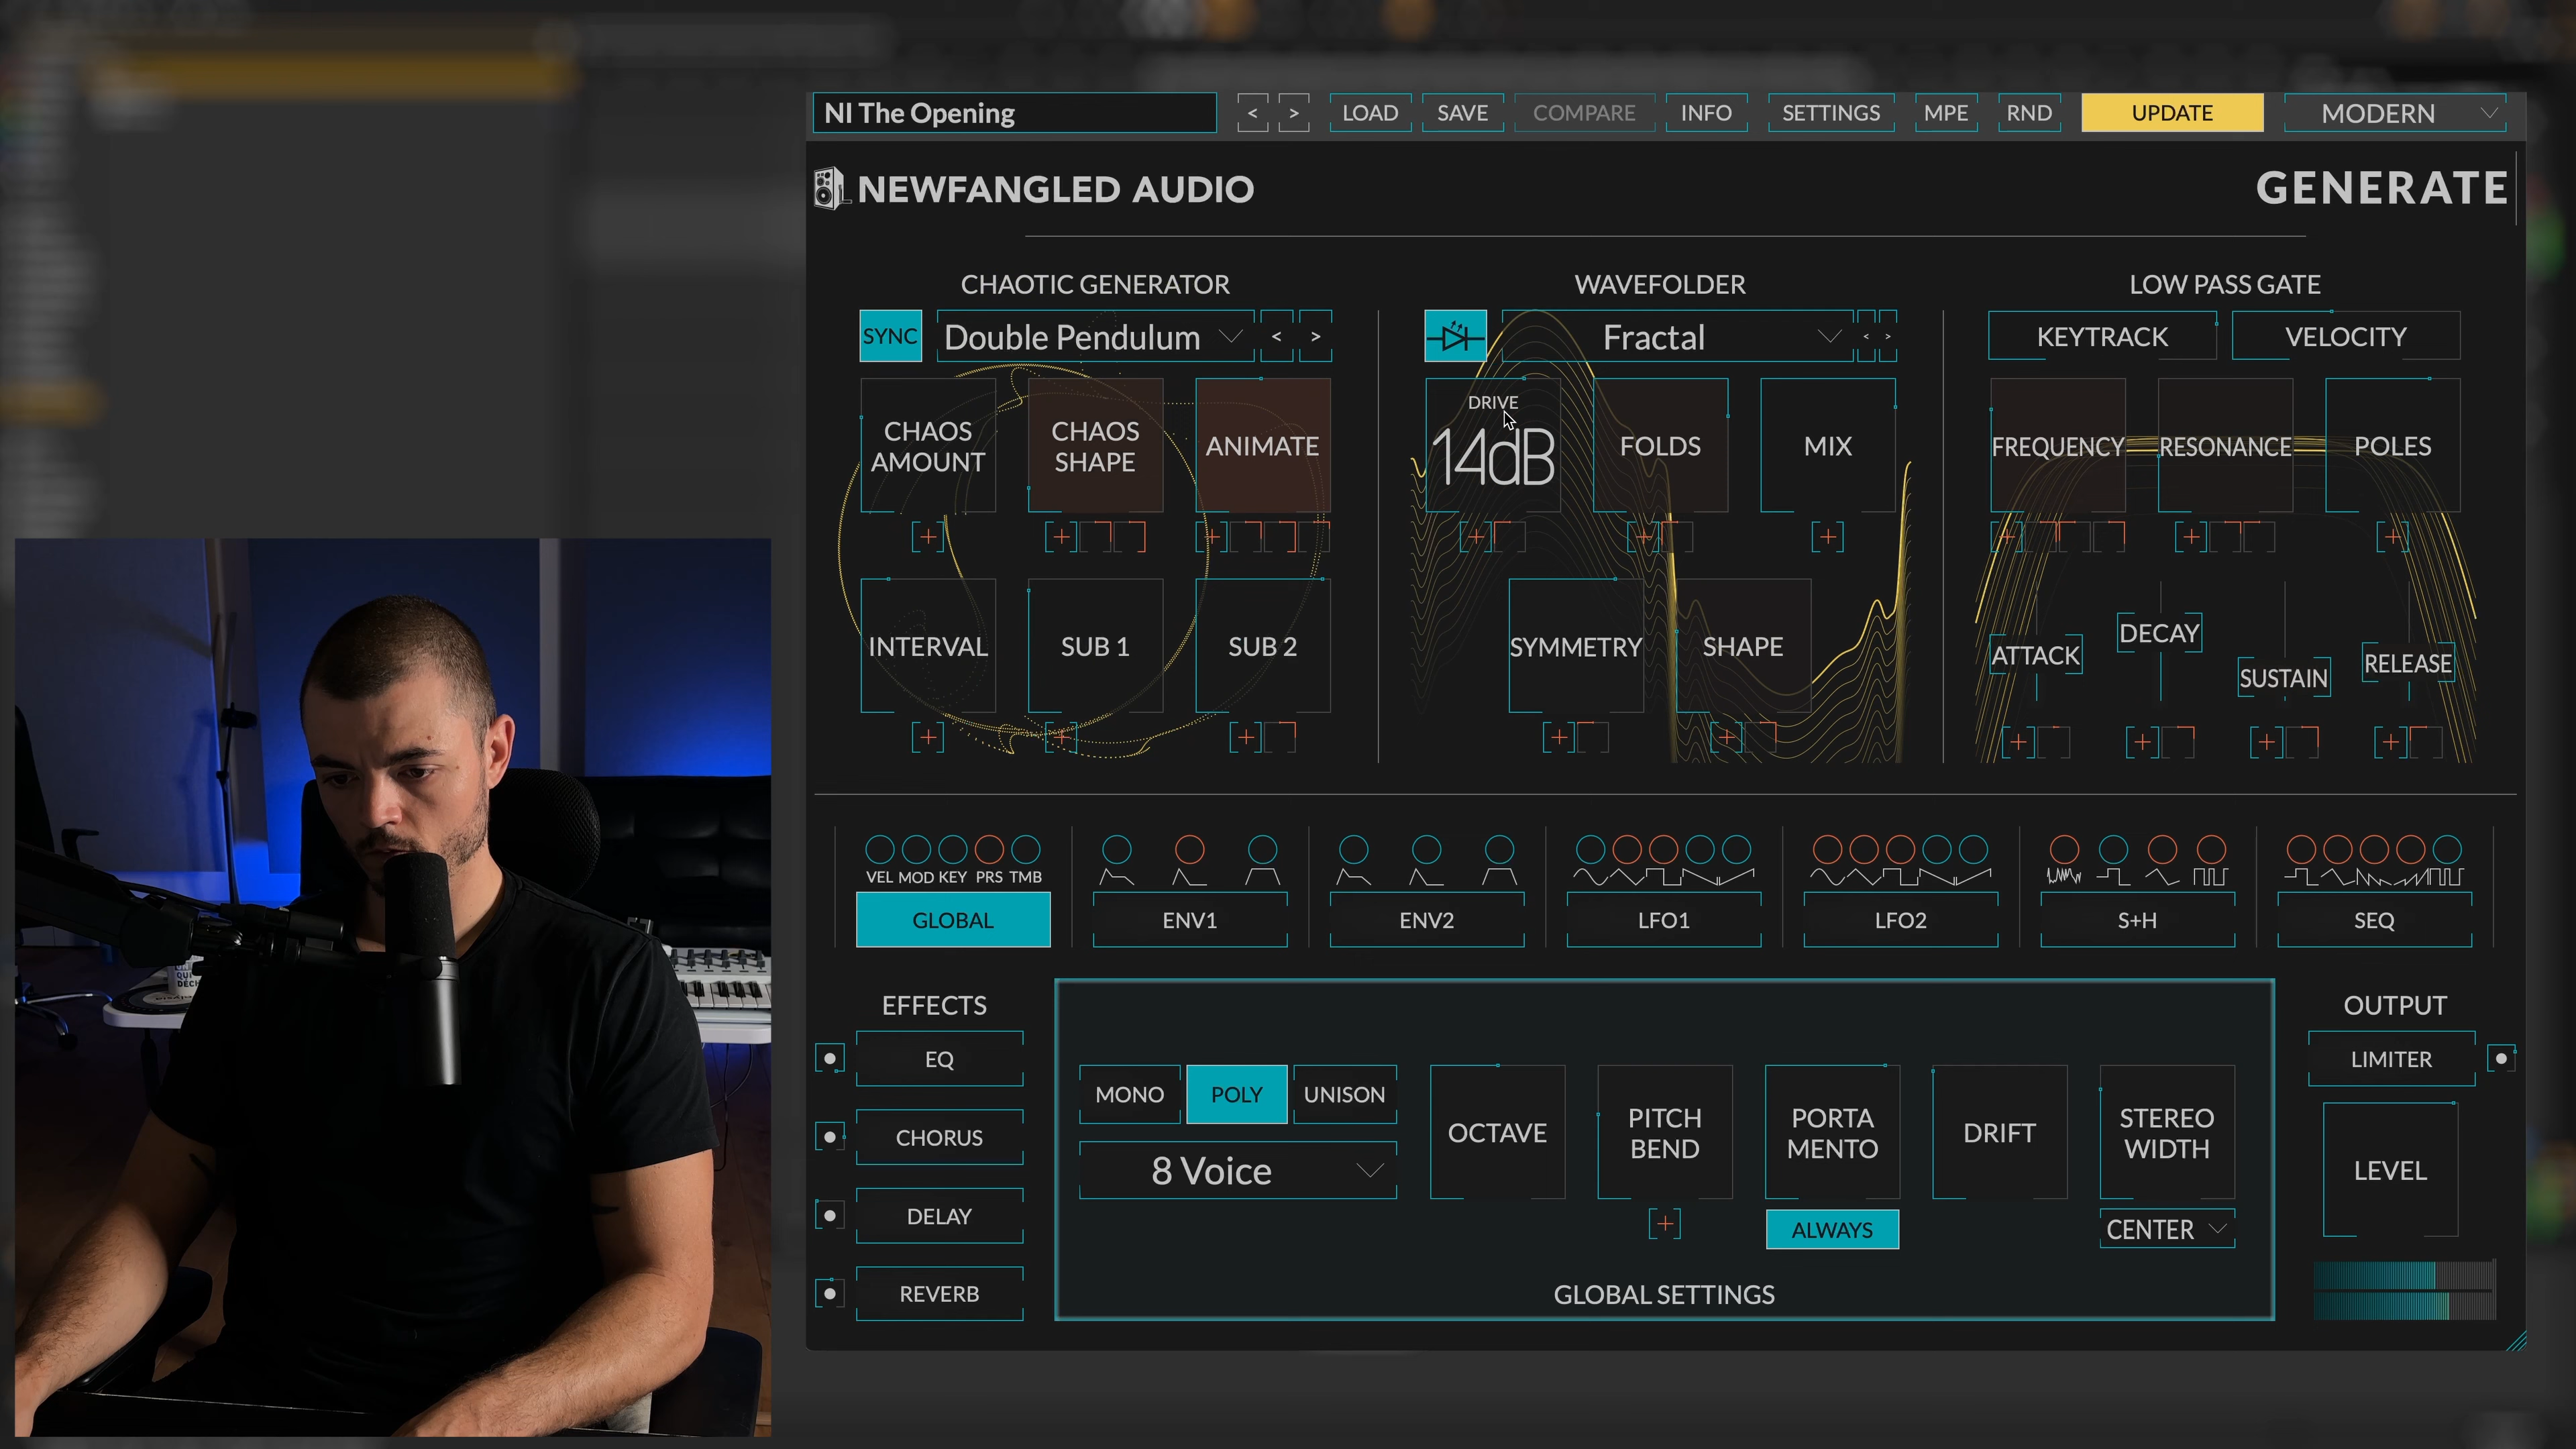 NI The Opening
< > LOAD SAVE COMPARE INFO SETTINGS MPE RND UPDATE MODERN
NEWFANGLED AUDIO
GENERATE
CHAOTIC GENERATOR
SYNC Double Pendulum < >
CHAOS AMOUNT
CHAOS SHAPE
ANIMATE
INTERVAL
SUB 1
SUB 2
WAVEFOLDER
Fractal < >
DRIVE
14dB
FOLDS
MIX
SYMMETRY
SHAPE
LOW PASS GATE
KEYTRACK VELOCITY
FREQUENCY
RESONANCE
POLES
ATTACK
DECAY
SUSTAIN
RELEASE
VEL MOD KEY PRS TMB
GLOBAL ENV1 ENV2 LFO1 LFO2 S+H SEQ
EFFECTS
EQ
CHORUS
DELAY
REVERB
MONO POLY UNISON
8 Voice
OCTAVE
PITCH BEND
PORTA MENTO
ALWAYS
DRIFT
STEREO WIDTH
CENTER
GLOBAL SETTINGS
OUTPUT
LIMITER
LEVEL